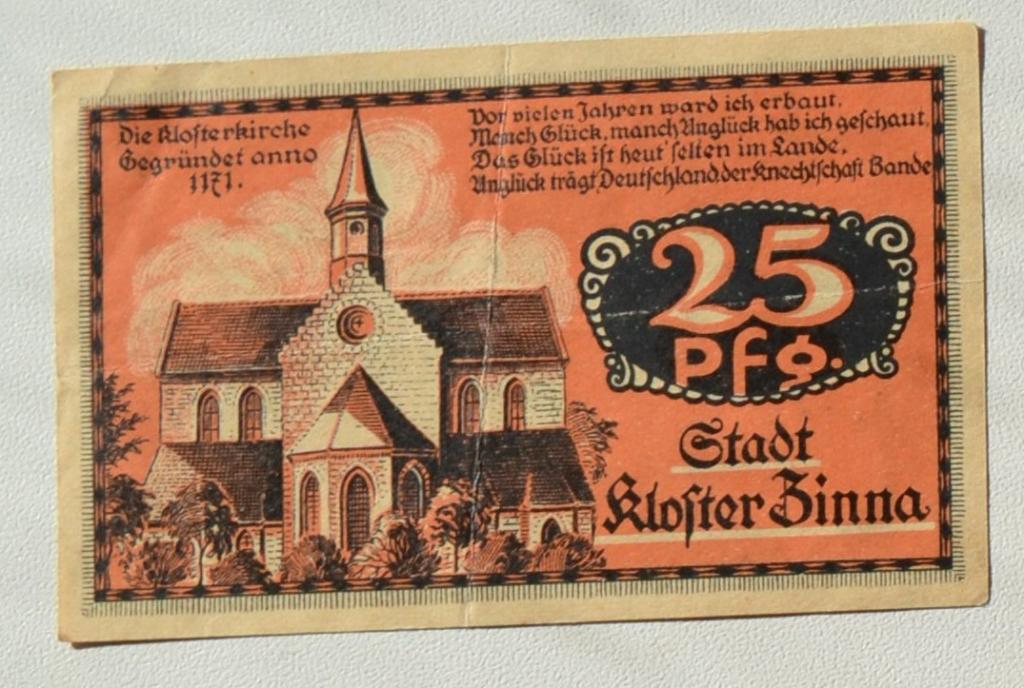 Die Klosterkirche
Gegründet anno
1171.
Vor vielen Jahren ward ich erbaut,
Manch Glück, manch Unglück hab ich geschaut,
Das Glück ist heut' selten im Lande,
Unglück trägt Deutschland, der Knechtschaft Bande
25
Pfg.
Stadt
Kloster Zinna